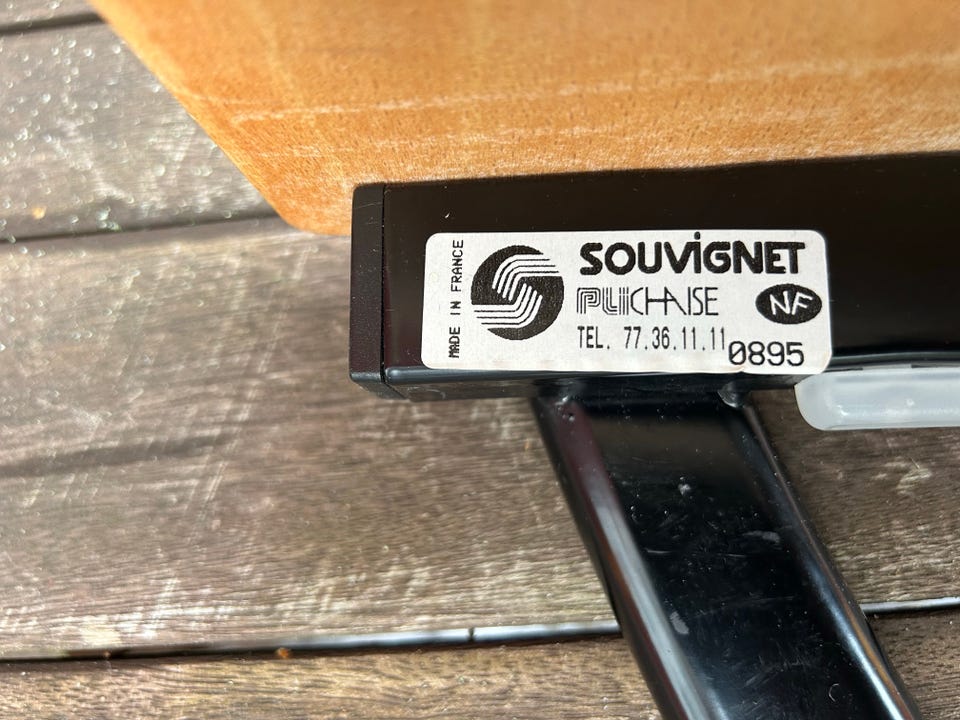 MADE IN FRANCE
SOUVIGNET
PLICHAISE
NF
TEL. 77.36.11.11
0895